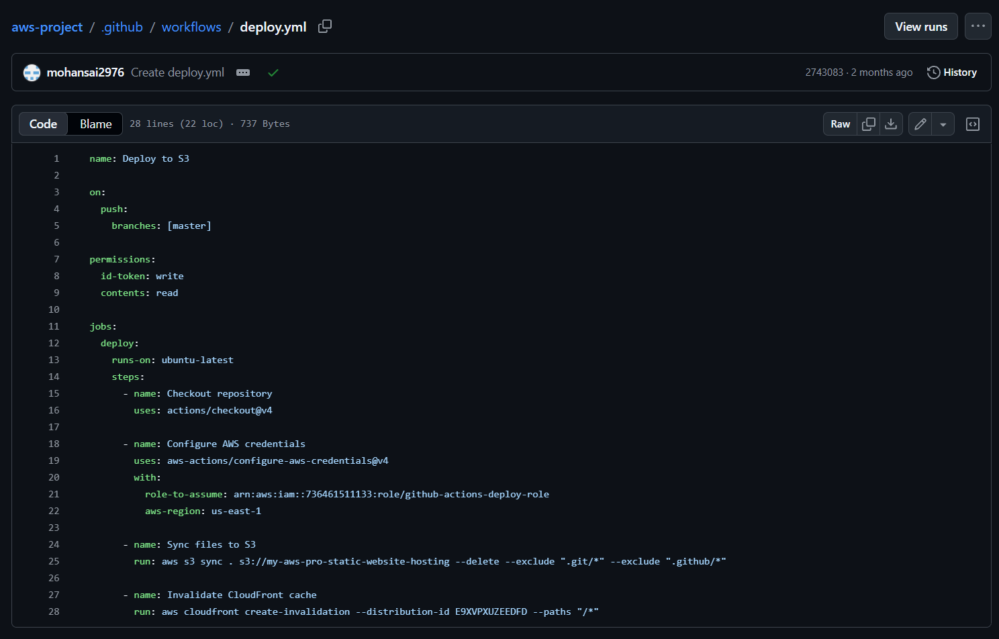 aws-project / .github / workflows / deploy.yml
View runs
mohansai2976 Create deploy.yml
2743083 · 2 months ago
History
Code
Blame
28 lines (22 loc) · 737 Bytes
Raw
1 name: Deploy to S3
2
3 on:
4   push:
5     branches: [master]
6
7 permissions:
8   id-token: write
9   contents: read
10
11 jobs:
12   deploy:
13     runs-on: ubuntu-latest
14     steps:
15       - name: Checkout repository
16         uses: actions/checkout@v4
17
18       - name: Configure AWS credentials
19         uses: aws-actions/configure-aws-credentials@v4
20         with:
21           role-to-assume: arn:aws:iam::736461511133:role/github-actions-deploy-role
22           aws-region: us-east-1
23
24       - name: Sync files to S3
25         run: aws s3 sync . s3://my-aws-pro-static-website-hosting --delete --exclude ".git/*" --exclude ".github/*"
26
27       - name: Invalidate CloudFront cache
28         run: aws cloudfront create-invalidation --distribution-id E9XVPXUZEEDFD --paths "/*"